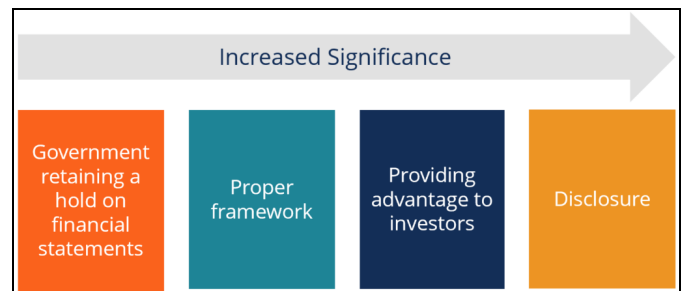 Increased Significance
Government
retaining a
hold on
financial
statements
Proper
framework
Providing
advantage to
investors
Disclosure